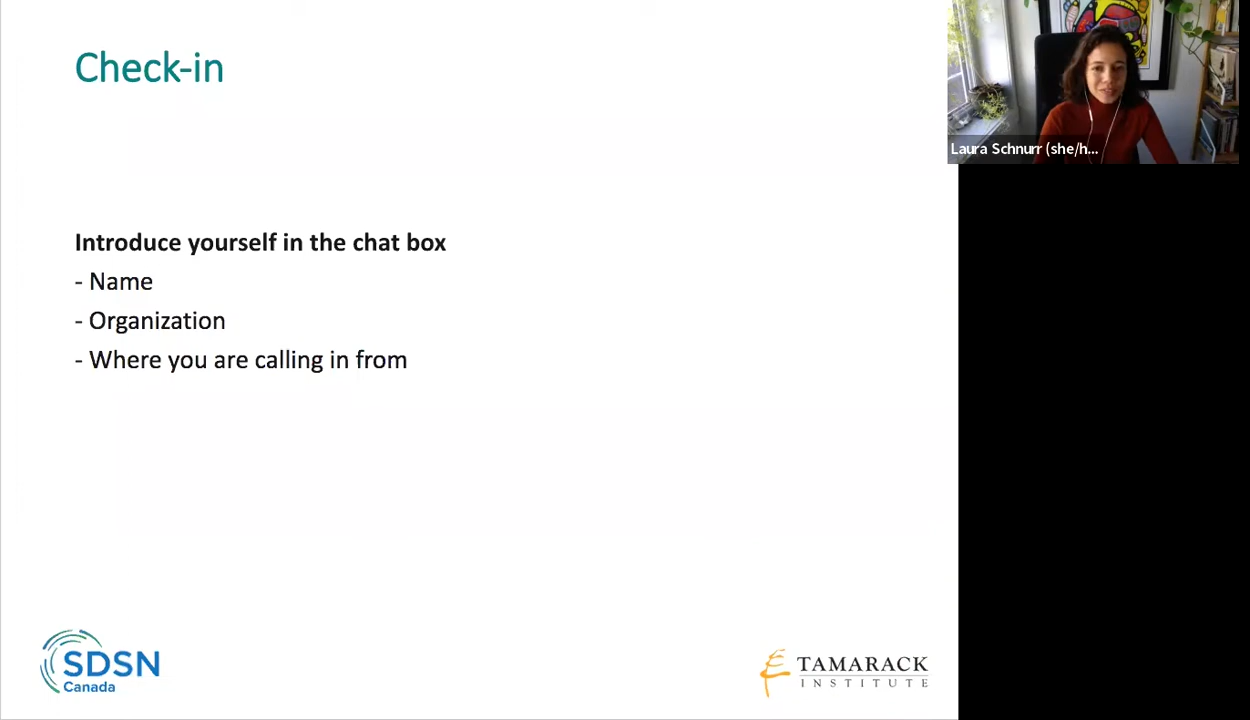 Check-in
Laura Schnurr (she/h...
Introduce yourself in the chat box
- Name
- Organization
- Where you are calling in from
SDSN
Canada
TAMARACK
INSTITUTE